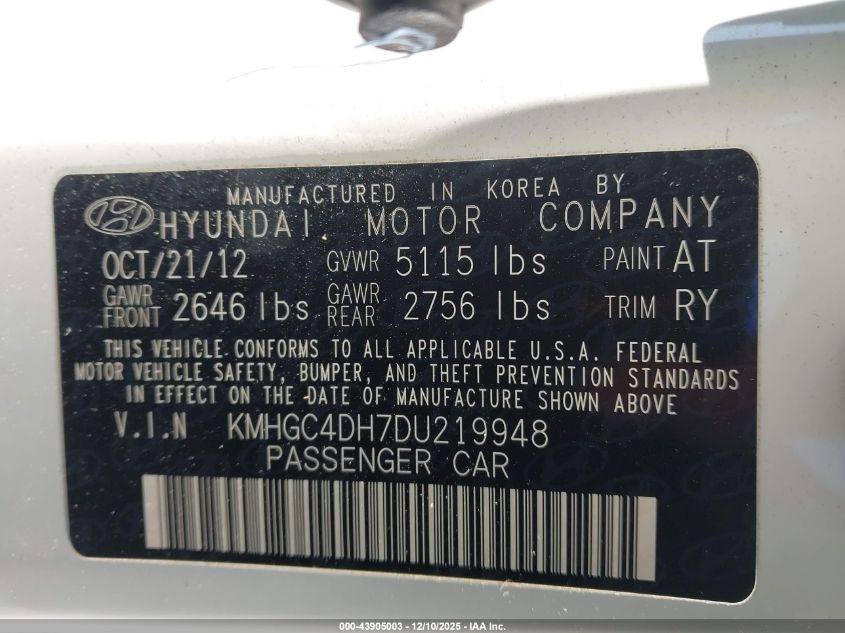 MANUFACTURED IN KOREA BY
HYUNDAI MOTOR COMPANY
OCT/21/12 GVWR 5115 lbs PAINT AT
GAWR FRONT 2646 lbs GAWR REAR 2756 lbs TRIM RY
THIS VEHICLE CONFORMS TO ALL APPLICABLE U.S.A. FEDERAL
MOTOR VEHICLE SAFETY, BUMPER, AND THEFT PREVENTION STANDARDS
IN EFFECT ON THE DATE OF MANUFACTURE SHOWN ABOVE.
V.I.N KMHGC4DH7DU219948
PASSENGER CAR
000-43905003 - 12/10/2025 - IAA Inc.